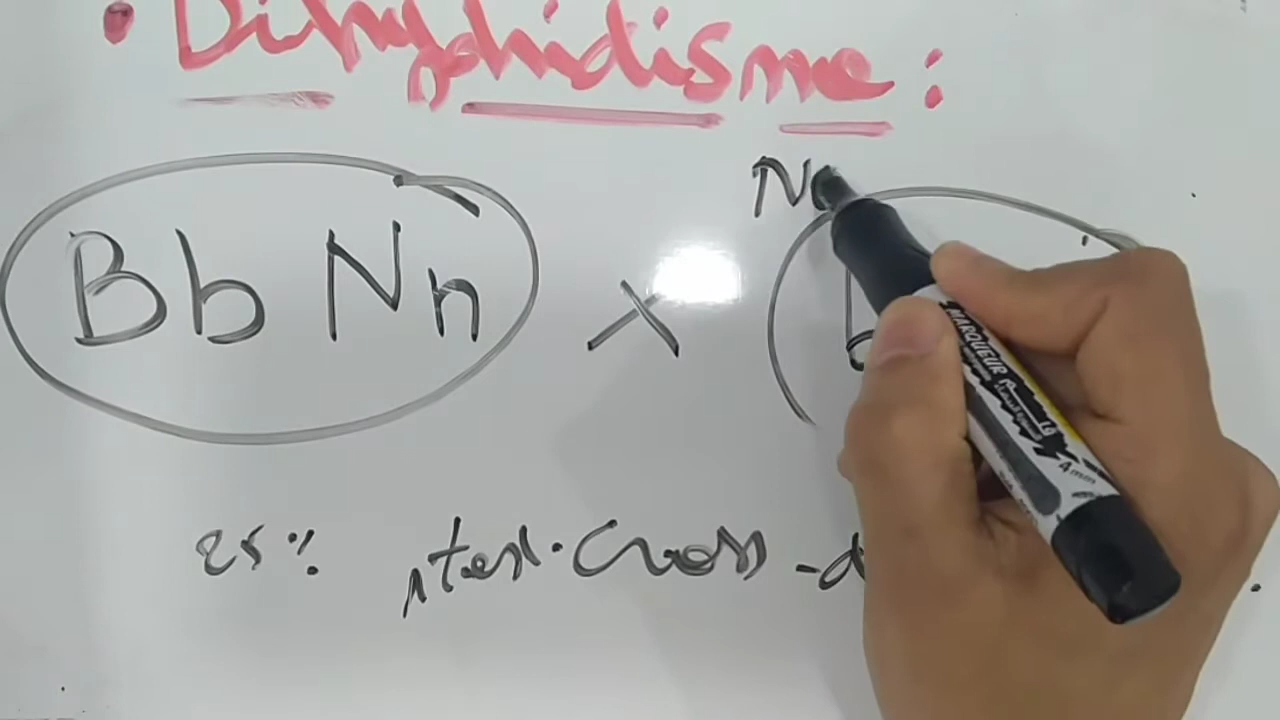 • Dihybridisme :
N
Bb Nn × b
25 % test-Cross -d
MARQUEUR
4mm